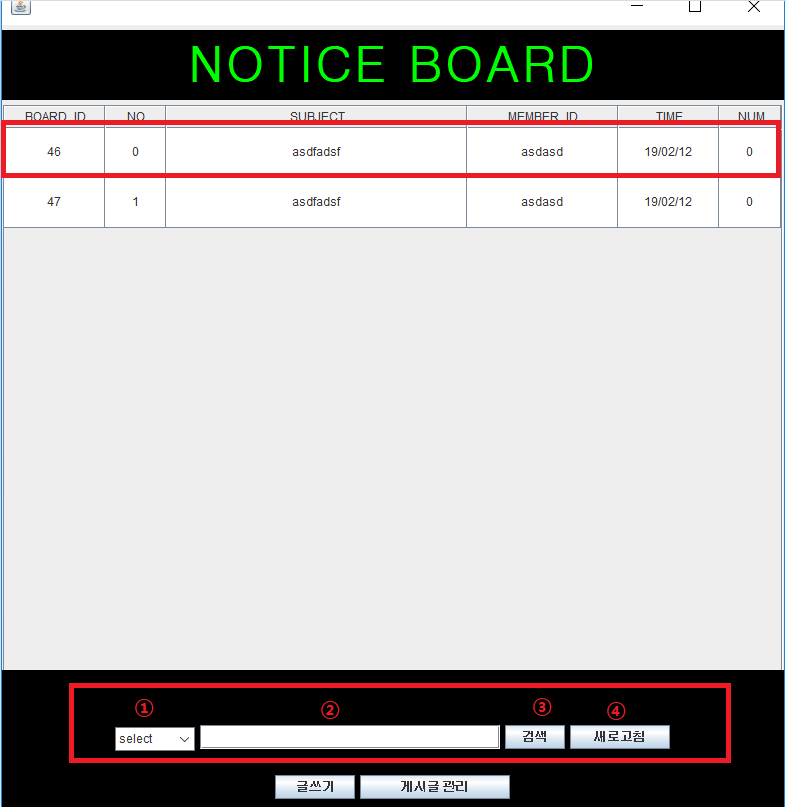 NOTICE BOARD
BOARD_ID NO SUBJECT MEMBER_ID TIME NUM
46 0 asdfadsf asdasd 19/02/12 0
47 1 asdfadsf asdasd 19/02/12 0
① ② ③ ④
select 검색 새로고침
글쓰기 게시글 관리